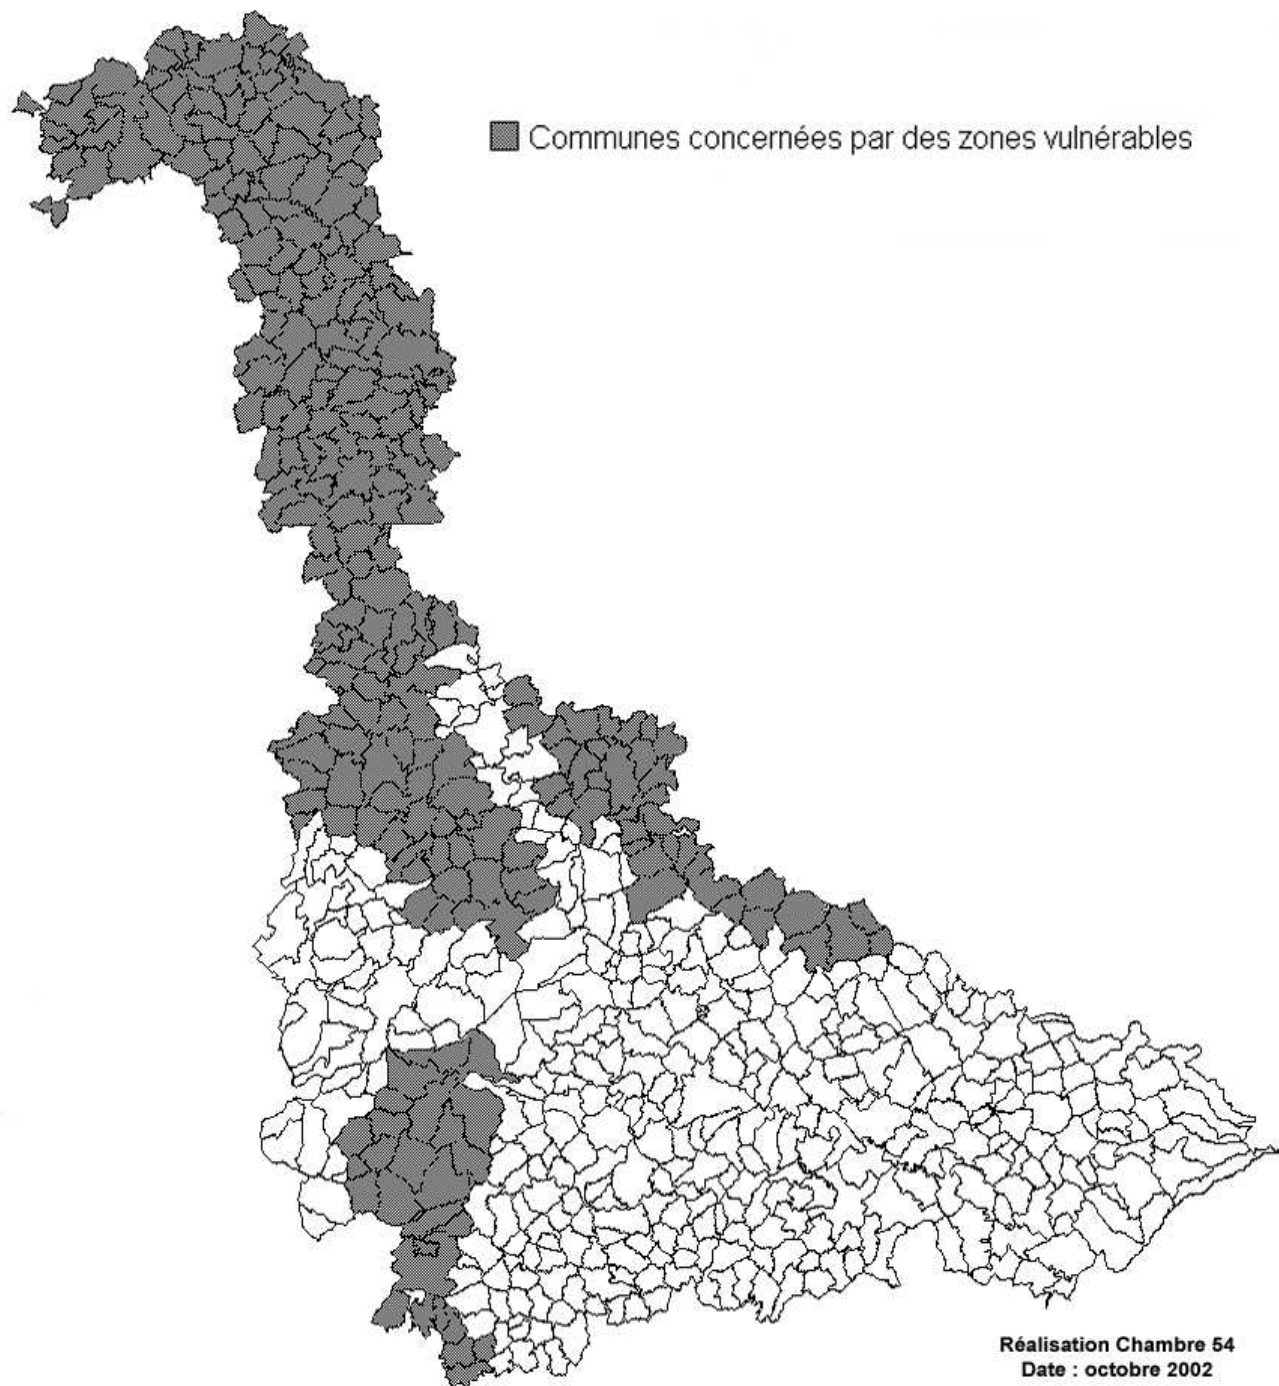 Communes concernées par des zones vulnérables
Réalisation Chambre 54
Date : octobre 2002